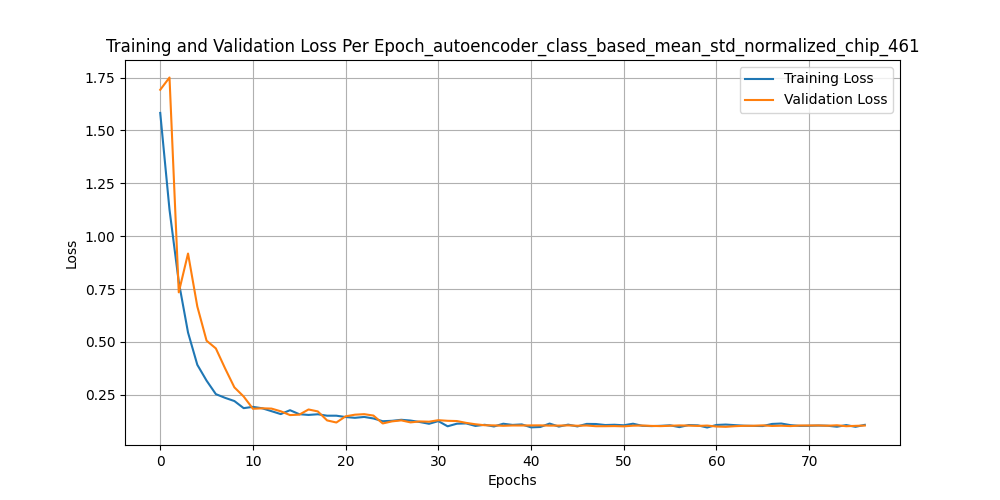 Training and Validation Loss Per Epoch_autoencoder_class_based_mean_std_normalized_chip_461
Training Loss
Validation Loss
1.75
1.50
1.25
1.00
0.75
0.50
0.25
Loss
0 10 20 30 40 50 60 70
Epochs